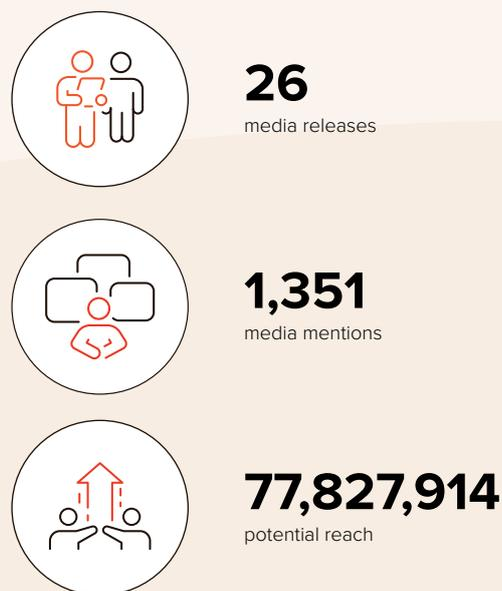 26
media releases
1,351
media mentions
77,827,914
potential reach